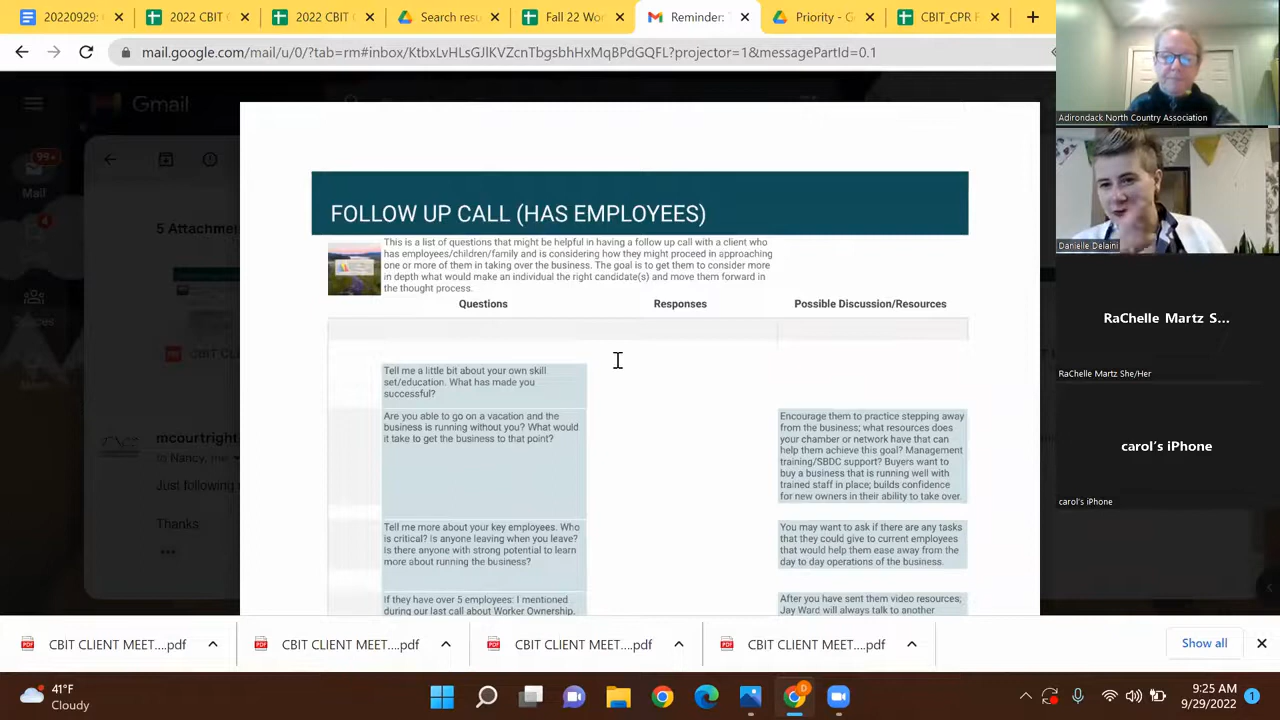 20220929:
2022 CBIT
2022 CBIT
Search resu
Fall 22 Wor
Reminder:
Priority - G
CBIT_CPR F
mail.google.com/mail/u/0/?tab=rm#inbox/KtbxLvHLsGJlKVZcnTbgsbhHxMqBPdGQFL?projector=1&messagePartId=0.1
Gmail
99+
Mail
4
5 Attachme
CBIT
mcourtright
to Nancy, me
Just following
Thanks
FOLLOW UP CALL (HAS EMPLOYEES)
This is a list of questions that might be helpful in having a follow up call with a client who
has employees/children/family and is considering how they might proceed in approaching
one or more of them in taking over the business. The goal is to get them to consider more
in depth what would make an individual the right candidate(s) and move them forward in
the thought process.
Questions
Responses
Possible Discussion/Resources
Tell me a little bit about your own skill
set/education. What has made you
successful?
Are you able to go on a vacation and the
business is running without you? What would
it take to get the business to that point?
Encourage them to practice stepping away
from the business; what resources does
your chamber or network have that can
help them achieve this goal? Management
training/SBDC support? Buyers want to
buy a business that is running well with
trained staff in place; builds confidence
for new owners in their ability to take over.
Tell me more about your key employees. Who
is critical? Is anyone leaving when you leave?
Is there anyone with strong potential to learn
more about running the business?
You may want to ask if there are any tasks
that they could give to current employees
that would help them ease away from the
day to day operations of the business.
If they have over 5 employees: I mentioned
during our last call about Worker Ownership.
After you have sent them video resources;
Jay Ward will always talk to another
Adirondack North Country Association
Danielle Delaini
RaChelle Martz S...
RaChelle Martz She/Her
carol's iPhone
carol's iPhone
CBIT CLIENT MEET....pdf
CBIT CLIENT MEET....pdf
CBIT CLIENT MEET....pdf
CBIT CLIENT MEET....pdf
Show all
41°F
Cloudy
9:25 AM
9/29/2022
1